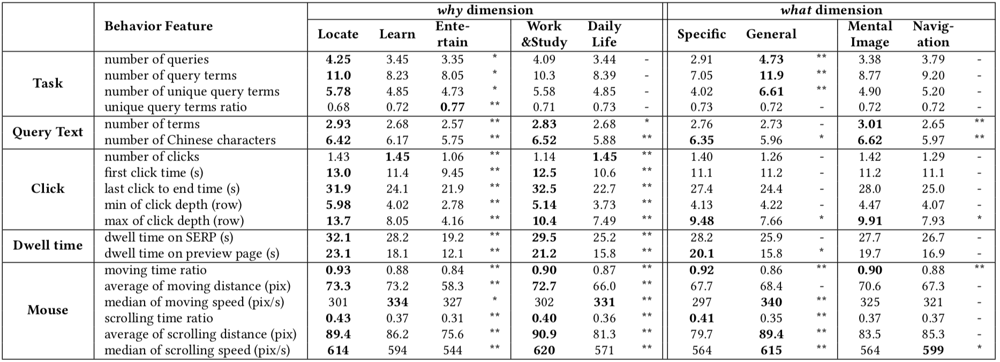 why dimension what dimension
Behavior Feature Locate Learn Ente-rtain Work &Study Daily Life Specific General Mental Image Navig-ation
Task
number of queries 4.25 3.45 3.35 * 4.09 3.44 - 2.91 4.73 ** 3.38 3.79 -
number of query terms 11.0 8.23 8.05 * 10.3 8.39 - 7.05 11.9 ** 8.77 9.20 -
number of unique query terms 5.78 4.85 4.73 * 5.58 4.85 - 4.02 6.61 ** 4.90 5.20 -
unique query terms ratio 0.68 0.72 0.77 ** 0.71 0.73 - 0.73 0.72 - 0.72 0.72 -
Query Text
number of terms 2.93 2.68 2.57 ** 2.83 2.68 * 2.76 2.73 - 3.01 2.65 **
number of Chinese characters 6.42 6.17 5.75 ** 6.52 5.88 ** 6.35 5.96 * 6.62 5.97 **
Click
number of clicks 1.43 1.45 1.06 ** 1.14 1.45 ** 1.40 1.26 - 1.42 1.29 -
first click time (s) 13.0 11.4 9.45 ** 12.5 10.6 ** 11.1 11.2 - 11.2 11.1 -
last click to end time (s) 31.9 24.1 21.9 ** 32.5 22.7 ** 27.4 24.4 - 28.0 25.0 -
min of click depth (row) 5.98 4.02 2.78 ** 5.14 3.73 ** 4.13 4.22 - 4.47 4.07 -
max of click depth (row) 13.7 8.05 4.16 ** 10.4 7.49 ** 9.48 7.66 * 9.91 7.93 *
Dwell time
dwell time on SERP (s) 32.1 28.2 19.2 ** 29.5 25.2 ** 28.2 25.9 - 27.7 26.7 -
dwell time on preview page (s) 23.1 18.1 12.1 ** 21.2 15.8 ** 20.1 15.8 * 19.7 16.9 -
Mouse
moving time ratio 0.93 0.88 0.84 ** 0.90 0.87 ** 0.92 0.86 ** 0.90 0.88 **
average of moving distance (pix) 73.3 73.2 58.3 ** 72.7 66.0 ** 67.7 68.4 - 70.6 67.3 -
median of moving speed (pix/s) 301 334 327 * 302 331 ** 297 340 ** 325 321 -
scrolling time ratio 0.43 0.37 0.31 ** 0.40 0.36 ** 0.41 0.35 ** 0.37 0.37 -
average of scrolling distance (pix) 89.4 86.2 75.6 ** 90.9 81.3 ** 79.7 89.4 ** 83.5 85.3 -
median of scrolling speed (pix/s) 614 594 544 ** 620 571 ** 564 615 ** 564 599 *